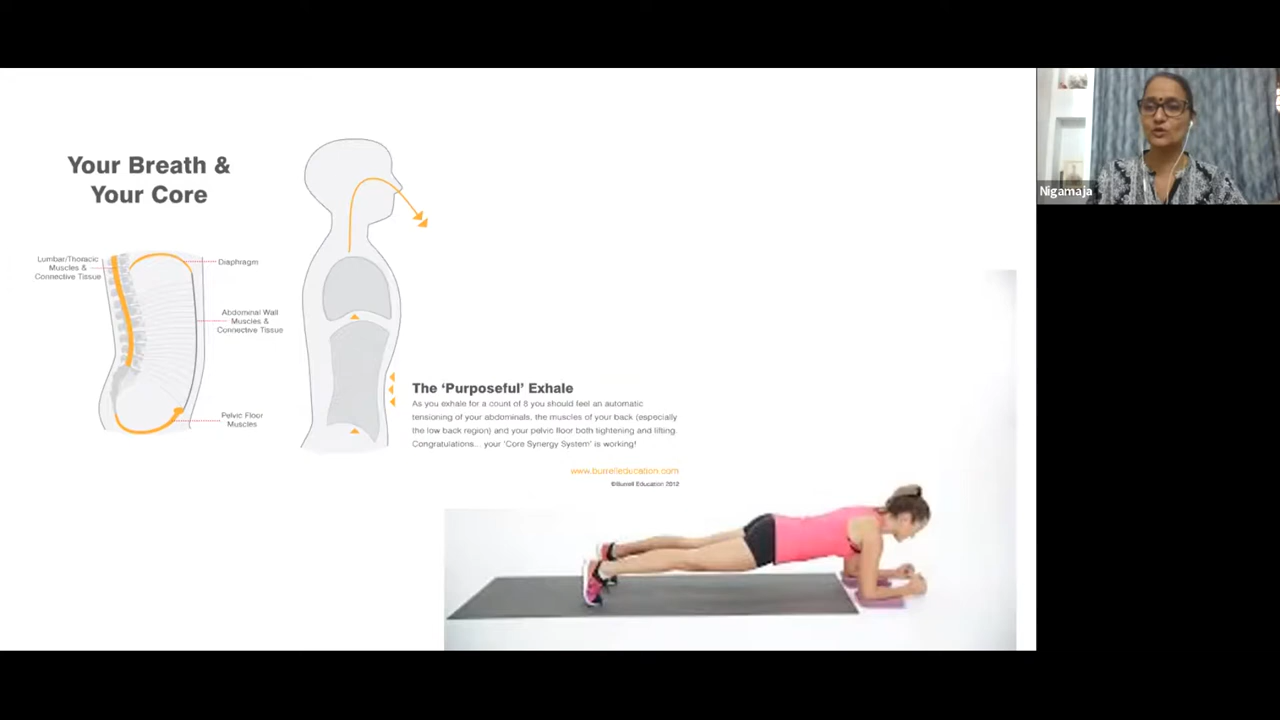 Your Breath &
Your Core
Lumbar/Thoracic
Muscles &
Connective Tissue
Diaphragm
Abdominal Wall
Muscles &
Connective Tissue
Pelvic Floor
Muscles
The ‘Purposeful’ Exhale
As you exhale for a count of 8 you should feel an automatic
tensioning of your abdominals, the muscles of your back (especially
the low back region) and your pelvic floor both tightening and lifting.
Congratulations... your ‘Core Synergy System’ is working!
www.burrelleducation.com
©Burrell Education 2012
Nigamaja